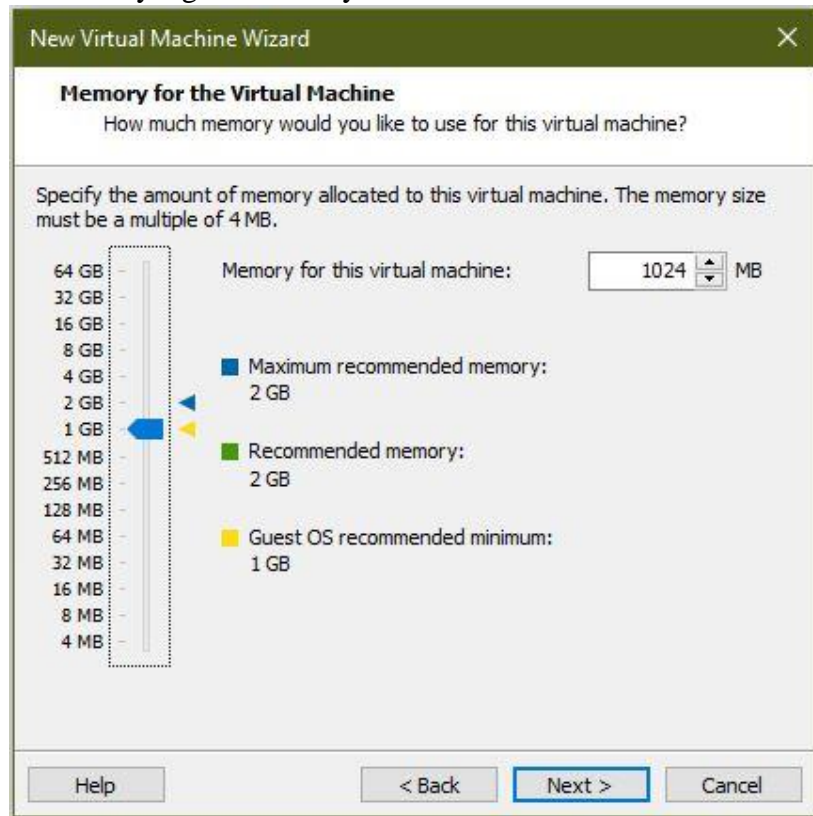 New Virtual Machine Wizard
Memory for the Virtual Machine
How much memory would you like to use for this virtual machine?
Specify the amount of memory allocated to this virtual machine. The memory size
must be a multiple of 4 MB.
64 GB
32 GB
16 GB
8 GB
4 GB
2 GB
1 GB
512 MB
256 MB
128 MB
64 MB
32 MB
16 MB
8 MB
4 MB
Memory for this virtual machine: 1024 MB
Maximum recommended memory:
2 GB
Recommended memory:
2 GB
Guest OS recommended minimum:
1 GB
Help < Back Next > Cancel